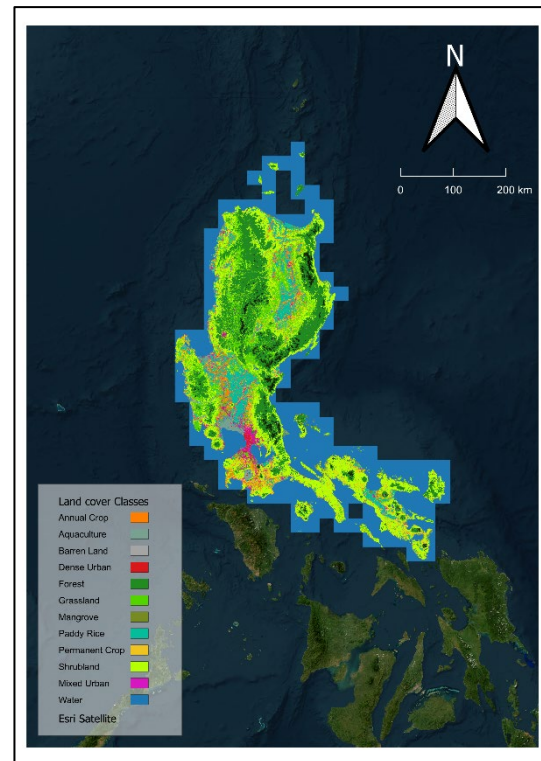 N
0 100 200 km
Land cover Classes
Annual Crop
Aquaculture
Barren Land
Dense Urban
Forest
Grassland
Mangrove
Paddy Rice
Permanent Crop
Shrubland
Mixed Urban
Water
Esri Satellite